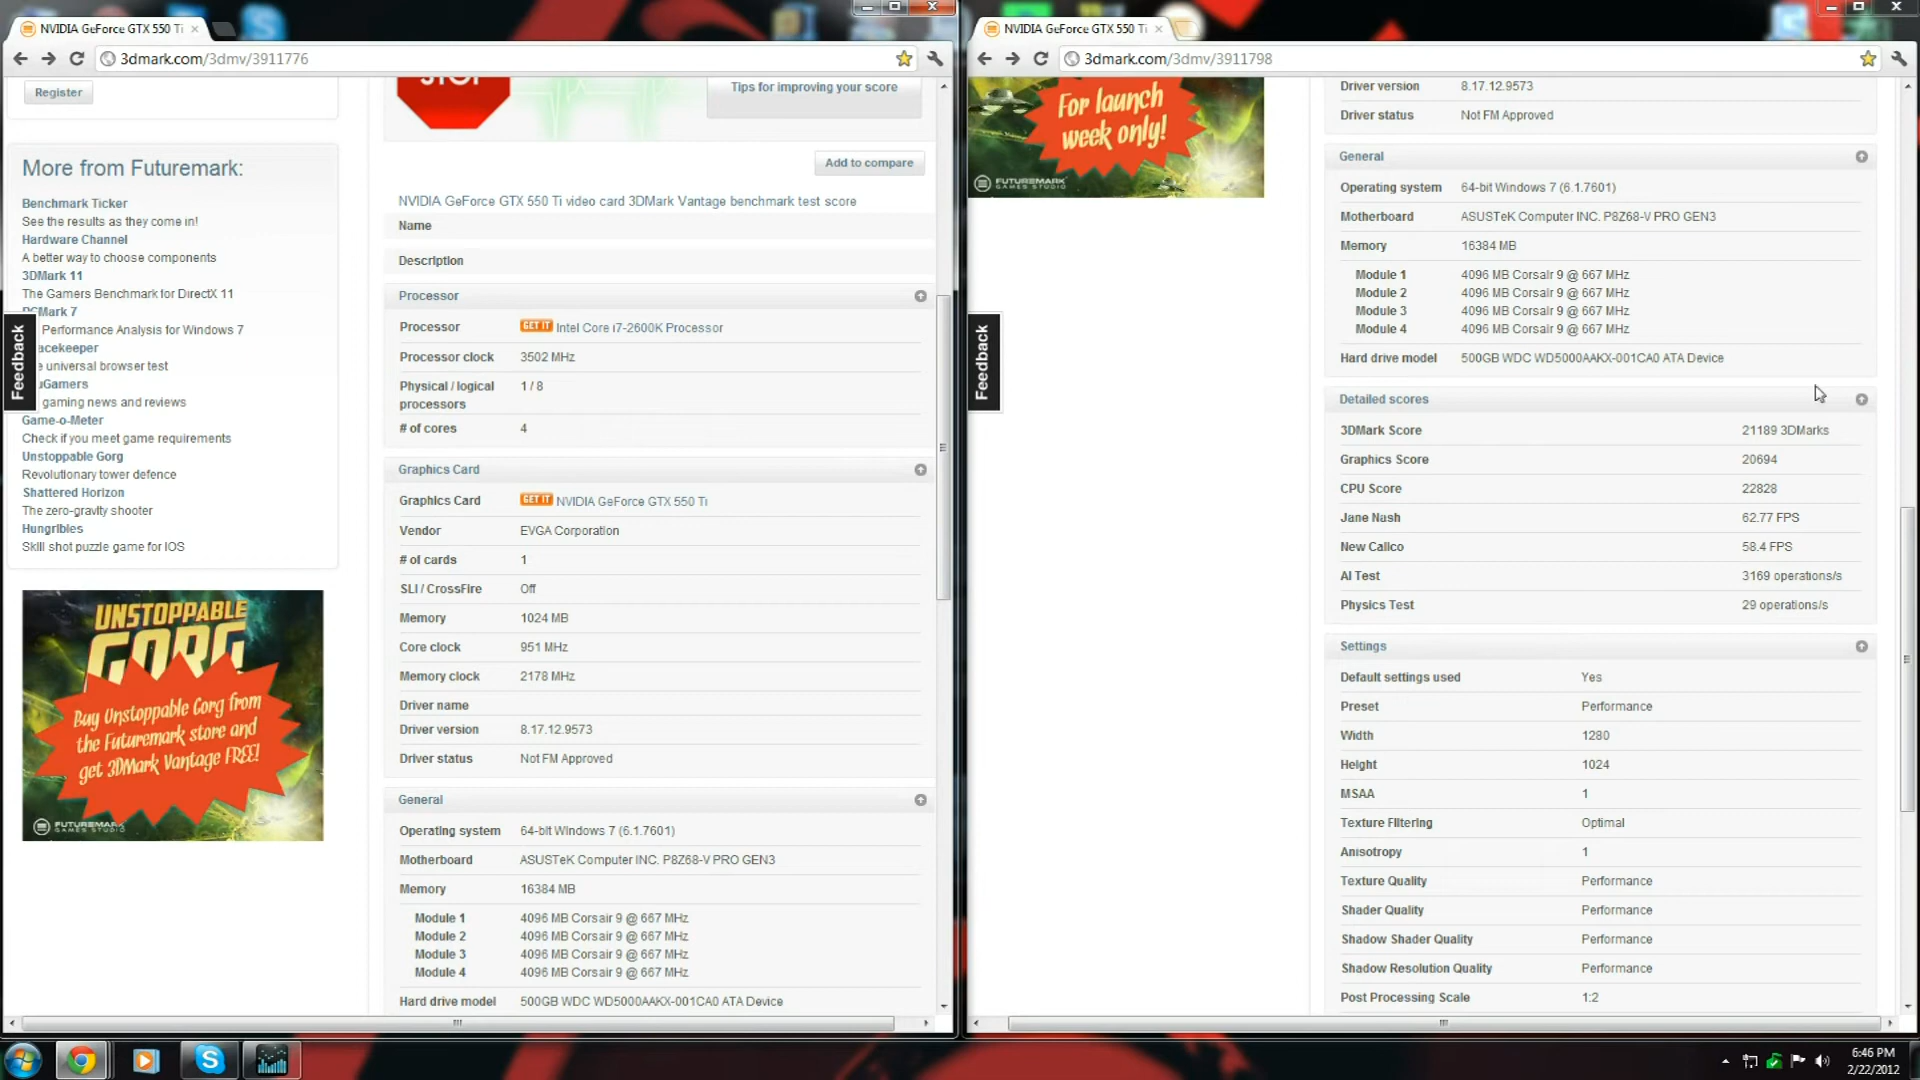 NVIDIA GeForce GTX 550 Ti
3dmark.com/3dmv/3911776
Register
STOP
Tips for improving your score
Add to compare
More from Futuremark:
Benchmark Ticker
See the results as they come in!
Hardware Channel
A better way to choose components
3DMark 11
The Gamers Benchmark for DirectX 11
PCMark 7
Performance Analysis for Windows 7
acekeeper
e universal browser test
uGamers
gaming news and reviews
Game-o-Meter
Check if you meet game requirements
Unstoppable Gorg
Revolutionary tower defence
Shattered Horizon
The zero-gravity shooter
Hungribles
Skill shot puzzle game for iOS
Feedback
UNSTOPPABLE
GORG
Buy Unstoppable Gorg from
the Futuremark store and
get 3DMark Vantage FREE!
FUTUREMARK
GAMES STUDIO
NVIDIA GeForce GTX 550 Ti video card 3DMark Vantage benchmark test score
Name
Description
Processor
Processor GET IT Intel Core i7-2600K Processor
Processor clock 3502 MHz
Physical / logical 1 / 8
processors
# of cores 4
Graphics Card
Graphics Card GET IT NVIDIA GeForce GTX 550 Ti
Vendor EVGA Corporation
# of cards 1
SLI / CrossFire Off
Memory 1024 MB
Core clock 951 MHz
Memory clock 2178 MHz
Driver name
Driver version 8.17.12.9573
Driver status Not FM Approved
General
Operating system 64-bit Windows 7 (6.1.7601)
Motherboard ASUSTeK Computer INC. P8Z68-V PRO GEN3
Memory 16384 MB
Module 1 4096 MB Corsair 9 @ 667 MHz
Module 2 4096 MB Corsair 9 @ 667 MHz
Module 3 4096 MB Corsair 9 @ 667 MHz
Module 4 4096 MB Corsair 9 @ 667 MHz
Hard drive model 500GB WDC WD5000AAKX-001CA0 ATA Device
NVIDIA GeForce GTX 550 Ti
3dmark.com/3dmv/3911798
For launch
week only!
FUTUREMARK
GAMES STUDIO
Feedback
Driver version 8.17.12.9573
Driver status Not FM Approved
General
Operating system 64-bit Windows 7 (6.1.7601)
Motherboard ASUSTeK Computer INC. P8Z68-V PRO GEN3
Memory 16384 MB
Module 1 4096 MB Corsair 9 @ 667 MHz
Module 2 4096 MB Corsair 9 @ 667 MHz
Module 3 4096 MB Corsair 9 @ 667 MHz
Module 4 4096 MB Corsair 9 @ 667 MHz
Hard drive model 500GB WDC WD5000AAKX-001CA0 ATA Device
Detailed scores
3DMark Score 21189 3DMarks
Graphics Score 20694
CPU Score 22828
Jane Nash 62.77 FPS
New Calico 58.4 FPS
AI Test 3169 operations/s
Physics Test 29 operations/s
Settings
Default settings used Yes
Preset Performance
Width 1280
Height 1024
MSAA 1
Texture Filtering Optimal
Anisotropy 1
Texture Quality Performance
Shader Quality Performance
Shadow Shader Quality Performance
Shadow Resolution Quality Performance
Post Processing Scale 1:2
6:46 PM
2/22/2012